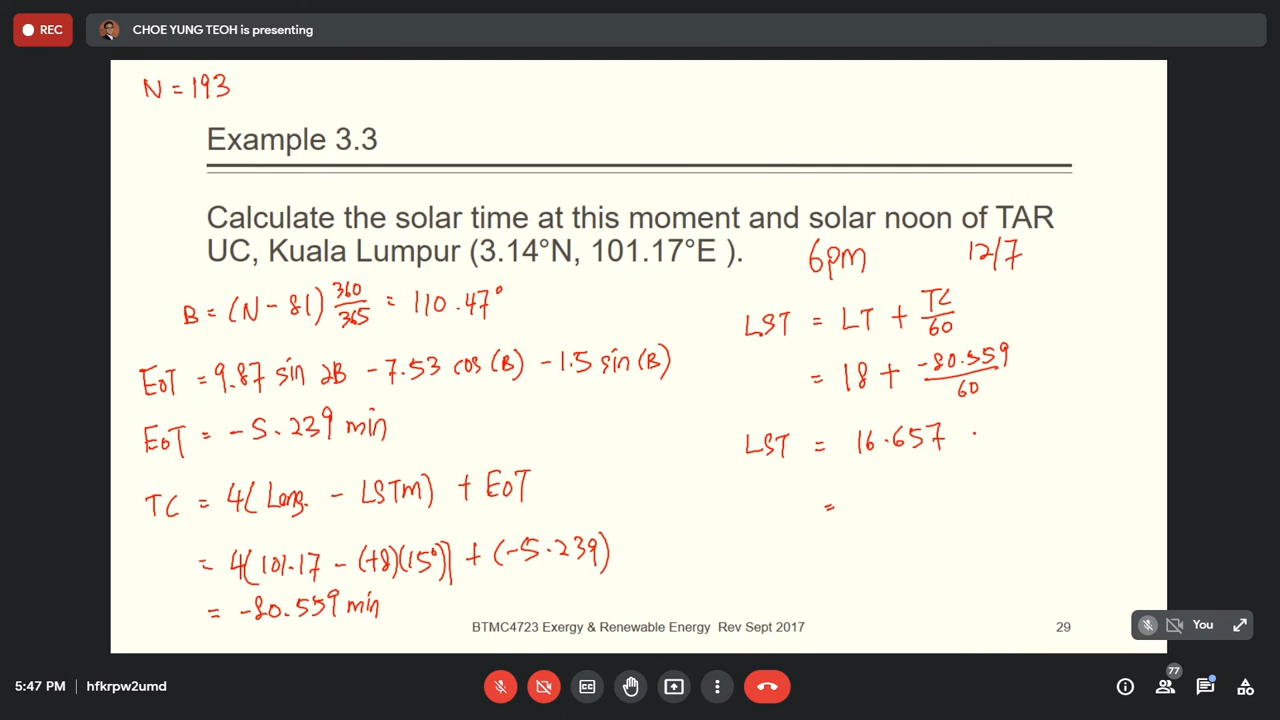 REC
CHOE YUNG TEOH is presenting
N = 193
Example 3.3
Calculate the solar time at this moment and solar noon of TAR
UC, Kuala Lumpur (3.14°N, 101.17°E ).
6pm 12/7
B = (N - 81) 360/365 = 110.47°
EoT = 9.87 sin 2B - 7.53 cos (B) - 1.5 sin (B)
EoT = -5.239 min
TC = 4(Long. - LSTM) + EoT
= 4(101.17 - (+8)(15°)) + (-5.239)
= -80.559 min
LST = LT + TC/60
= 18 + -80.559/60
LST = 16.657
=
BTMC4723 Exergy & Renewable Energy Rev Sept 2017
29
You
5:47 PM
hfkrpw2umd
77